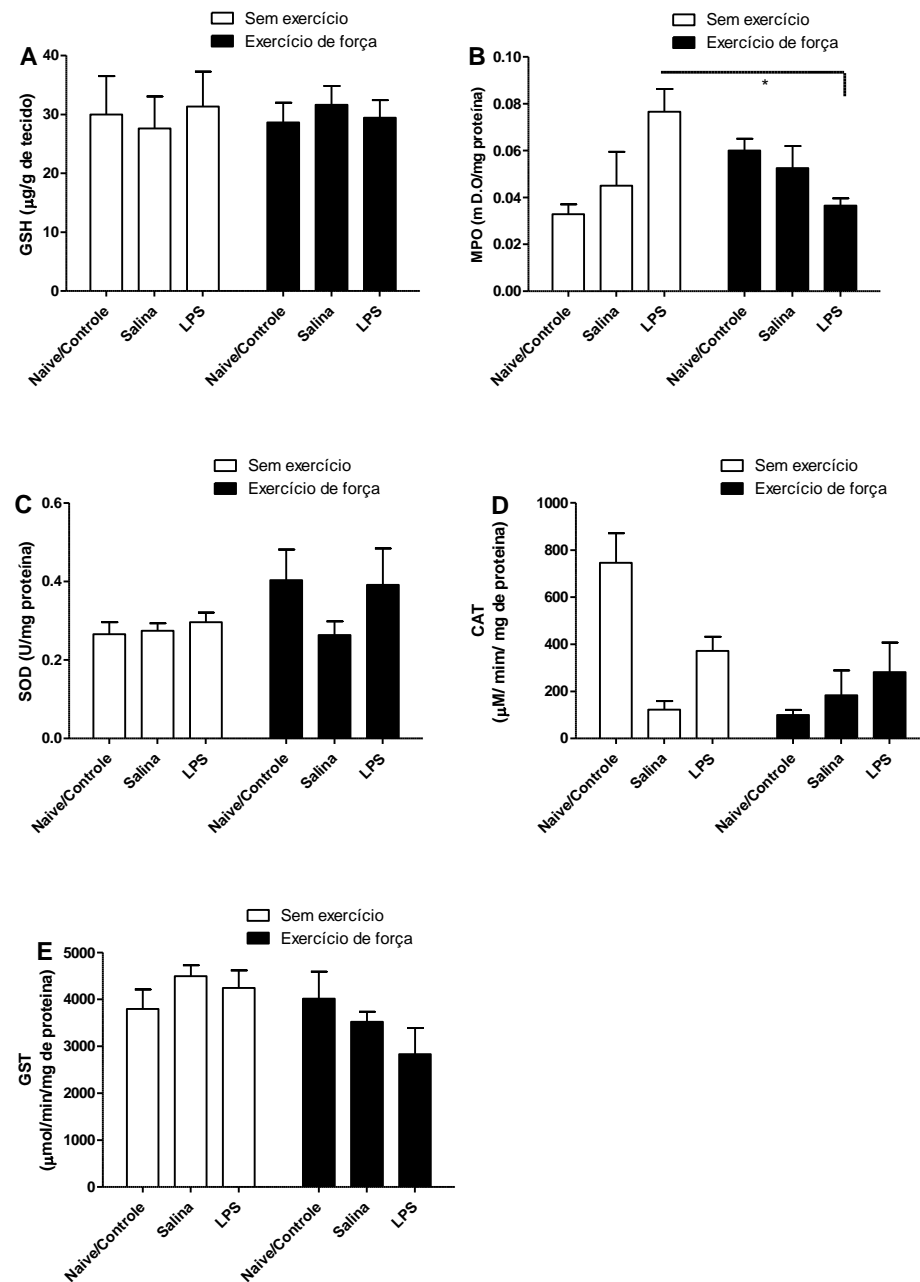 Sem exercício
Exercício de força
A
GSH (µg/g de tecido)
40
30
20
10
0
Naive/Controle
Salina
LPS
Naive/Controle
Salina
LPS
Sem exercício
Exercício de força
B
MPO (m D.O/mg proteína)
0.10
0.08
0.06
0.04
0.02
0.00
*
Naive/Controle
Salina
LPS
Naive/Controle
Salina
LPS
Sem exercício
Exercício de força
C
SOD (U/mg proteína)
0.6
0.4
0.2
0.0
Naive/Controle
Salina
LPS
Naive/Controle
Salina
LPS
Sem exercício
Exercício de força
D
CAT
(µM/ mim/ mg de proteina)
1000
800
600
400
200
0
Naive/Controle
Salina
LPS
Naive/Controle
Salina
LPS
Sem exercício
Exercício de força
E
GST
(µmol/min/mg de proteina)
5000
4000
3000
2000
1000
0
Naive/Controle
Salina
LPS
Naive/Controle
Salina
LPS